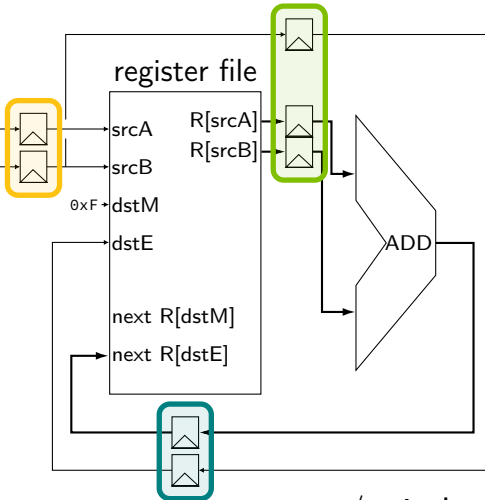 register file
srcA
R[srcA]
srcB
R[srcB]
0xF
dstM
dstE
ADD
next R[dstM]
next R[dstE]